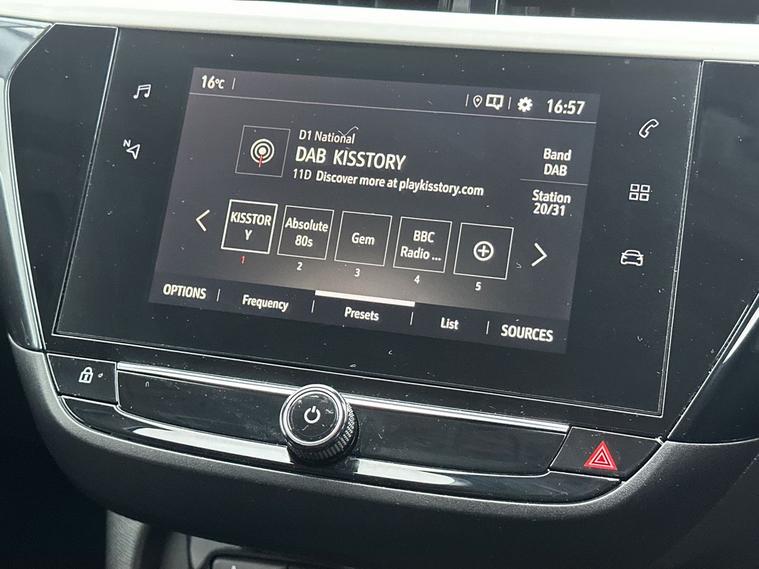 16°C
16:57
D1 National
DAB KISSTORY
11D Discover more at playkisstory.com
Band
DAB
Station
20/31
KISSTOR
Y
Absolute
80s
Gem
BBC
Radio ...
1
2
3
4
5
OPTIONS
Frequency
Presets
List
SOURCES
N